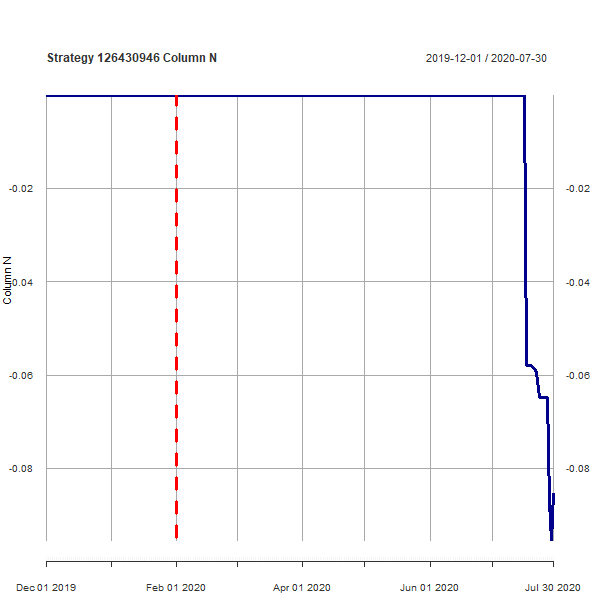 Strategy 126430946 Column N
2019-12-01 / 2020-07-30
-0.02
-0.02
Column N
-0.04
-0.04
-0.06
-0.06
-0.08
-0.08
Dec 01 2019
Feb 01 2020
Apr 01 2020
Jun 01 2020
Jul 30 2020